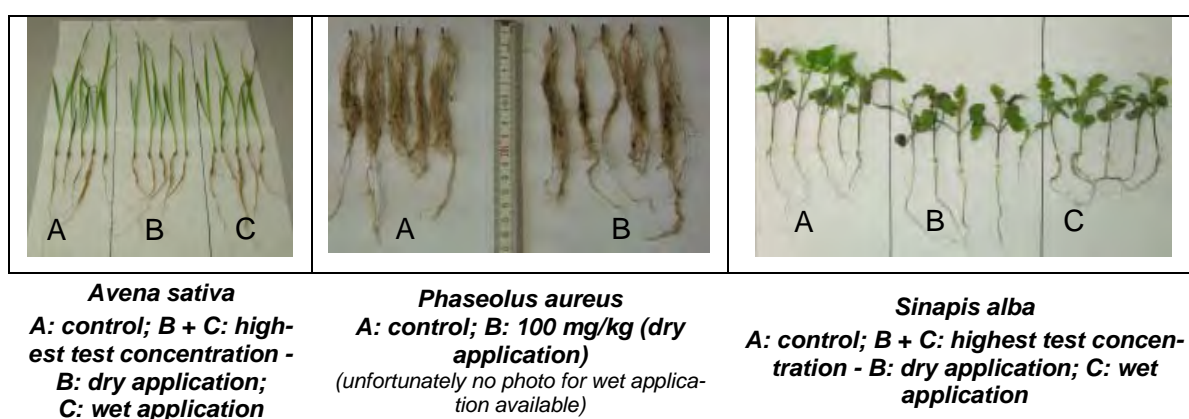 A
B
C
A
B
A
B
C
Avena sativa
A: control; B + C: high-
est test concentration -
B: dry application;
C: wet application
Phaseolus aureus
A: control; B: 100 mg/kg (dry
application)
(unfortunately no photo for wet applica-
tion available)
Sinapis alba
A: control; B + C: highest test concen-
tration - B: dry application; C: wet
application